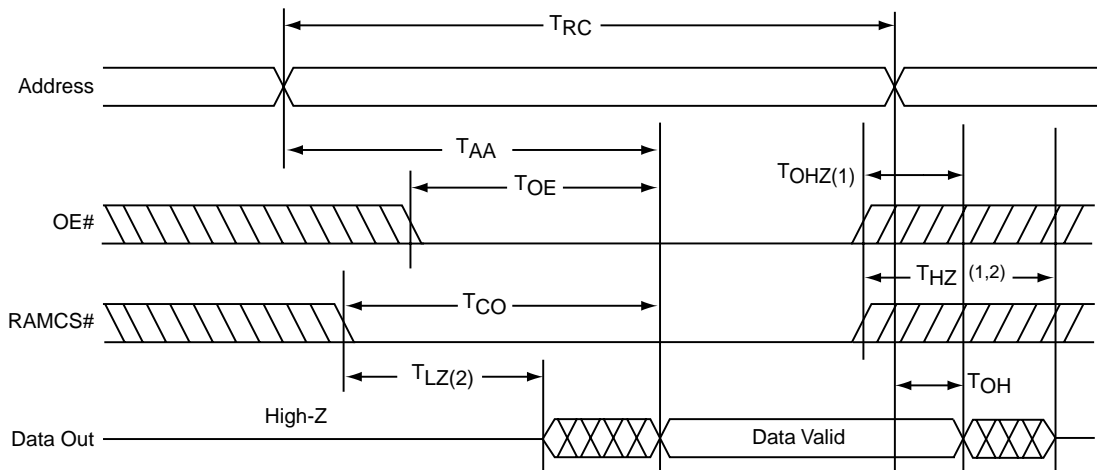 TRC
Address
TAA
TOE
TOHZ(1)
OE#
THZ (1,2)
TCO
RAMCS#
TLZ(2)
TOH
High-Z
Data Out
Data Valid